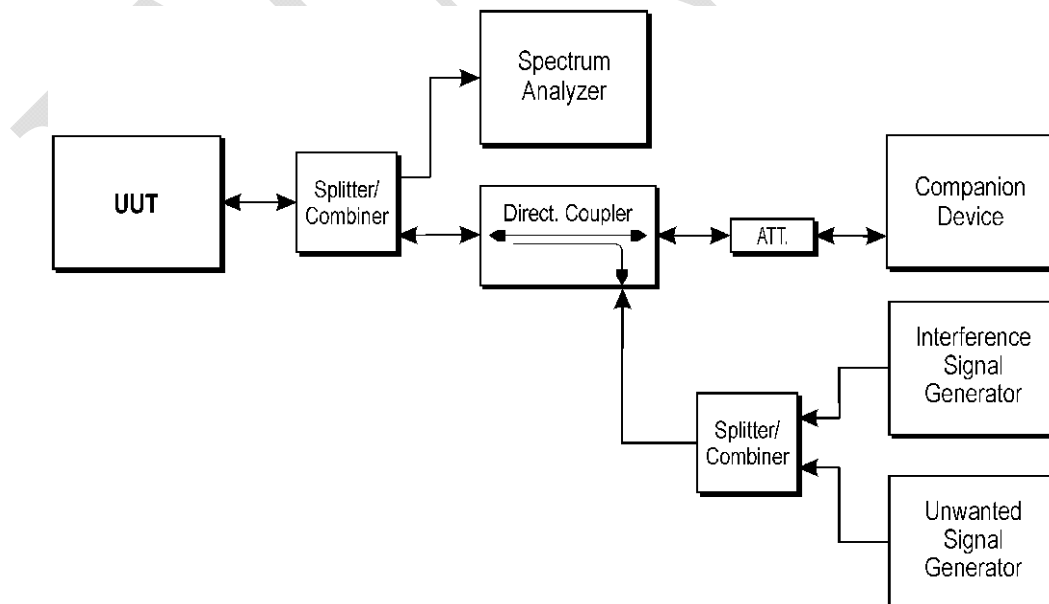 Spectrum
Analyzer
UUT
Splitter/
Combiner
Direct. Coupler
ATT.
Companion
Device
Interference
Signal
Generator
Splitter/
Combiner
Unwanted
Signal
Generator